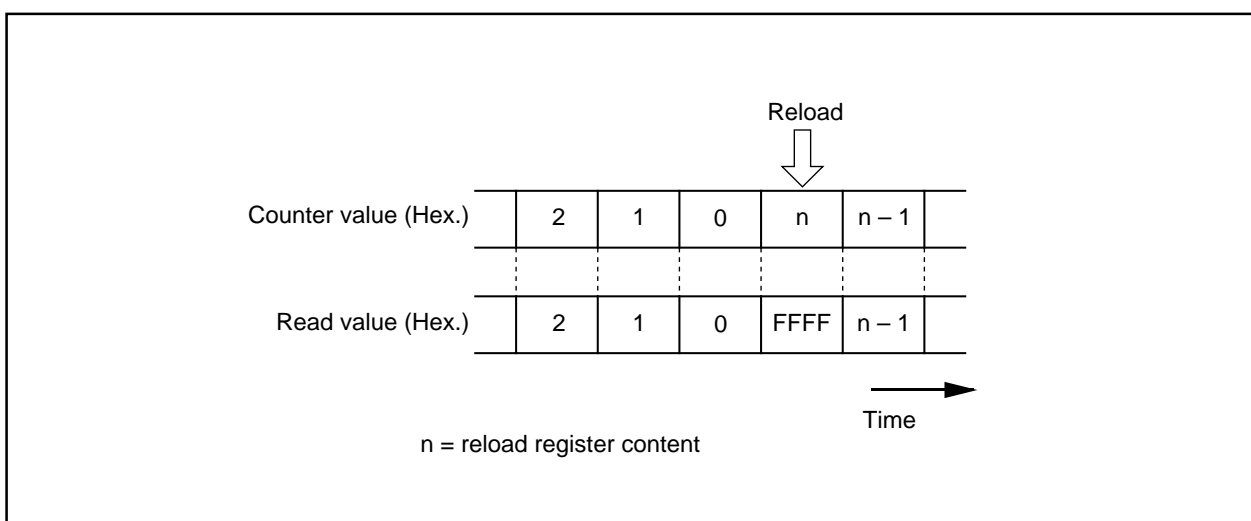 Reload
Counter value (Hex.) 2 1 0 n n – 1
Read value (Hex.) 2 1 0 FFFF n – 1
Time
n = reload register content